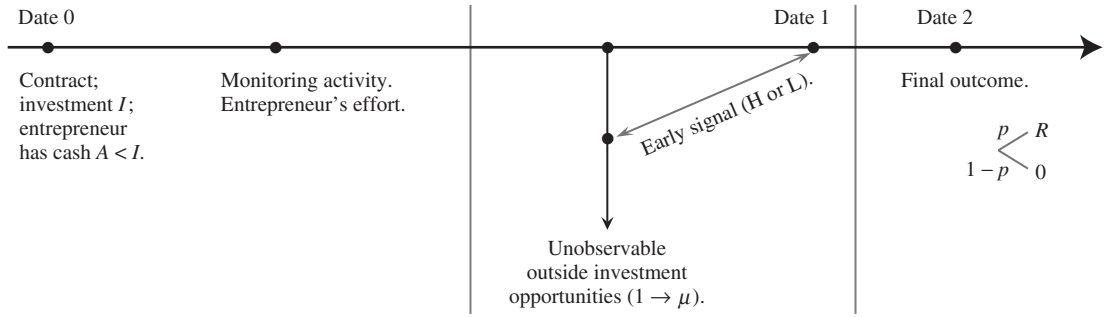 Date 0
Date 1
Date 2
Contract;
investment I;
entrepreneur
has cash A < I.
Monitoring activity.
Entrepreneur's effort.
Early signal (H or L).
Final outcome.
p
R
1 − p
0
Unobservable
outside investment
opportunities (1 → μ).